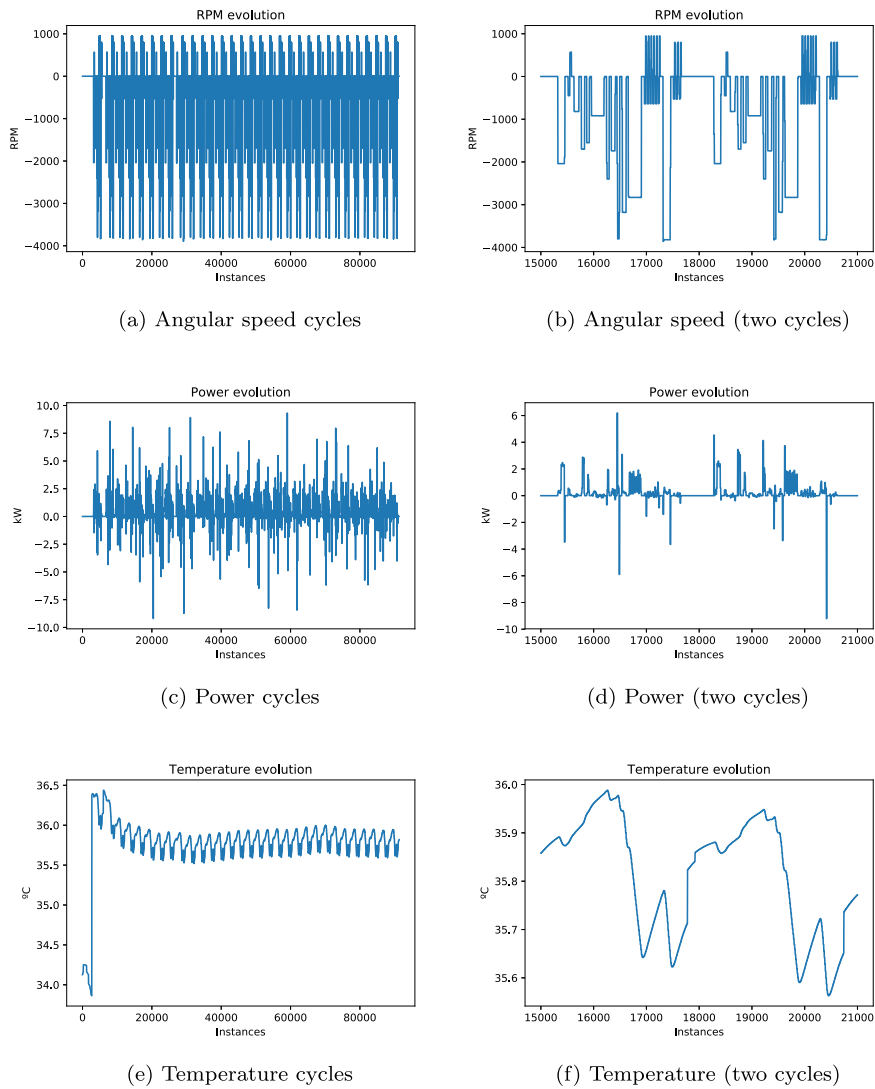 RPM evolution
RPM evolution
1000
0
−1000
−2000
−3000
−4000
RPM
0 20000 40000 60000 80000
Instances
1000
0
−1000
−2000
−3000
−4000
RPM
15000 16000 17000 18000 19000 20000 21000
Instances
(a) Angular speed cycles
(b) Angular speed (two cycles)
Power evolution
Power evolution
10.0
7.5
5.0
2.5
0.0
−2.5
−5.0
−7.5
−10.0
kW
0 20000 40000 60000 80000
Instances
6
4
2
0
−2
−4
−6
−8
−10
kW
15000 16000 17000 18000 19000 20000 21000
Instances
(c) Power cycles
(d) Power (two cycles)
Temperature evolution
Temperature evolution
36.5
36.0
35.5
35.0
34.5
34.0
ºC
0 20000 40000 60000 80000
Instances
36.0
35.9
35.8
35.7
35.6
ºC
15000 16000 17000 18000 19000 20000 21000
Instances
(e) Temperature cycles
(f) Temperature (two cycles)